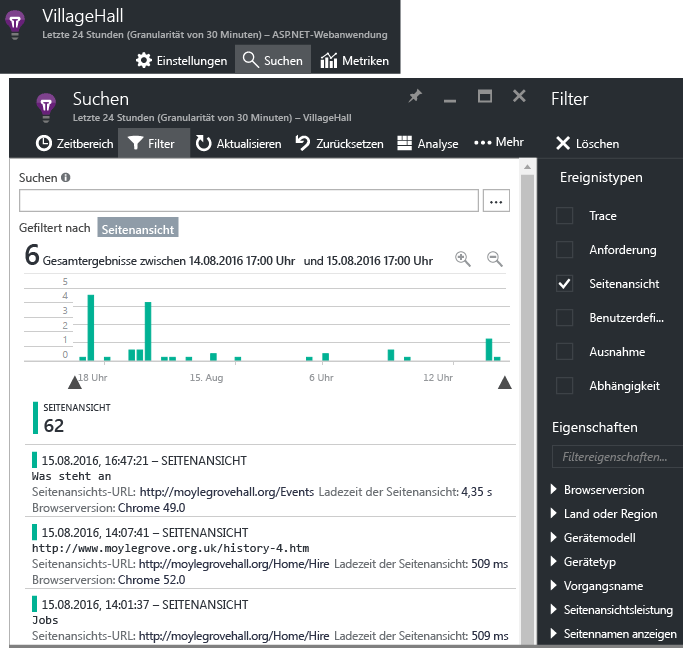 VillageHall
Letzte 24 Stunden (Granularität von 30 Minuten) – ASP.NET-Webanwendung
Einstellungen Suchen Metriken
Suchen
Letzte 24 Stunden (Granularität von 30 Minuten) – VillageHall
Zeitbereich Filter Aktualisieren Zurücksetzen Analyse ••• Mehr
Suchen
...
Gefiltert nach Seitenansicht
6 Gesamtergebnisse zwischen 14.08.2016 17:00 Uhr und 15.08.2016 17:00 Uhr
5
4
3
2
1
0
18 Uhr 15. Aug 6 Uhr 12 Uhr
SEITENANSICHT
62
15.08.2016, 16:47:21 – SEITENANSICHT
Was steht an
Seitenansichts-URL: http://moylegrovehall.org/Events Ladezeit der Seitenansicht: 4,35 s
Browserversion: Chrome 49.0
15.08.2016, 14:07:41 – SEITENANSICHT
http://www.moylegrove.org.uk/history-4.htm
Seitenansichts-URL: http://moylegrovehall.org/Home/Hire Ladezeit der Seitenansicht: 509 ms
Browserversion: Chrome 52.0
15.08.2016, 14:01:37 – SEITENANSICHT
Jobs
Seitenansichts-URL: http://moylegrovehall.org/Home/Hire Ladezeit der Seitenansicht: 509 ms
Filter
Löschen
Ereignistypen
Trace
Anforderung
Seitenansicht
Benutzerdefi...
Ausnahme
Abhängigkeit
Eigenschaften
Filtereigenschaften...
Browserversion
Land oder Region
Gerätemodell
Gerätetyp
Vorgangsname
Seitenansichtsleistung
Seitennamen anzeigen